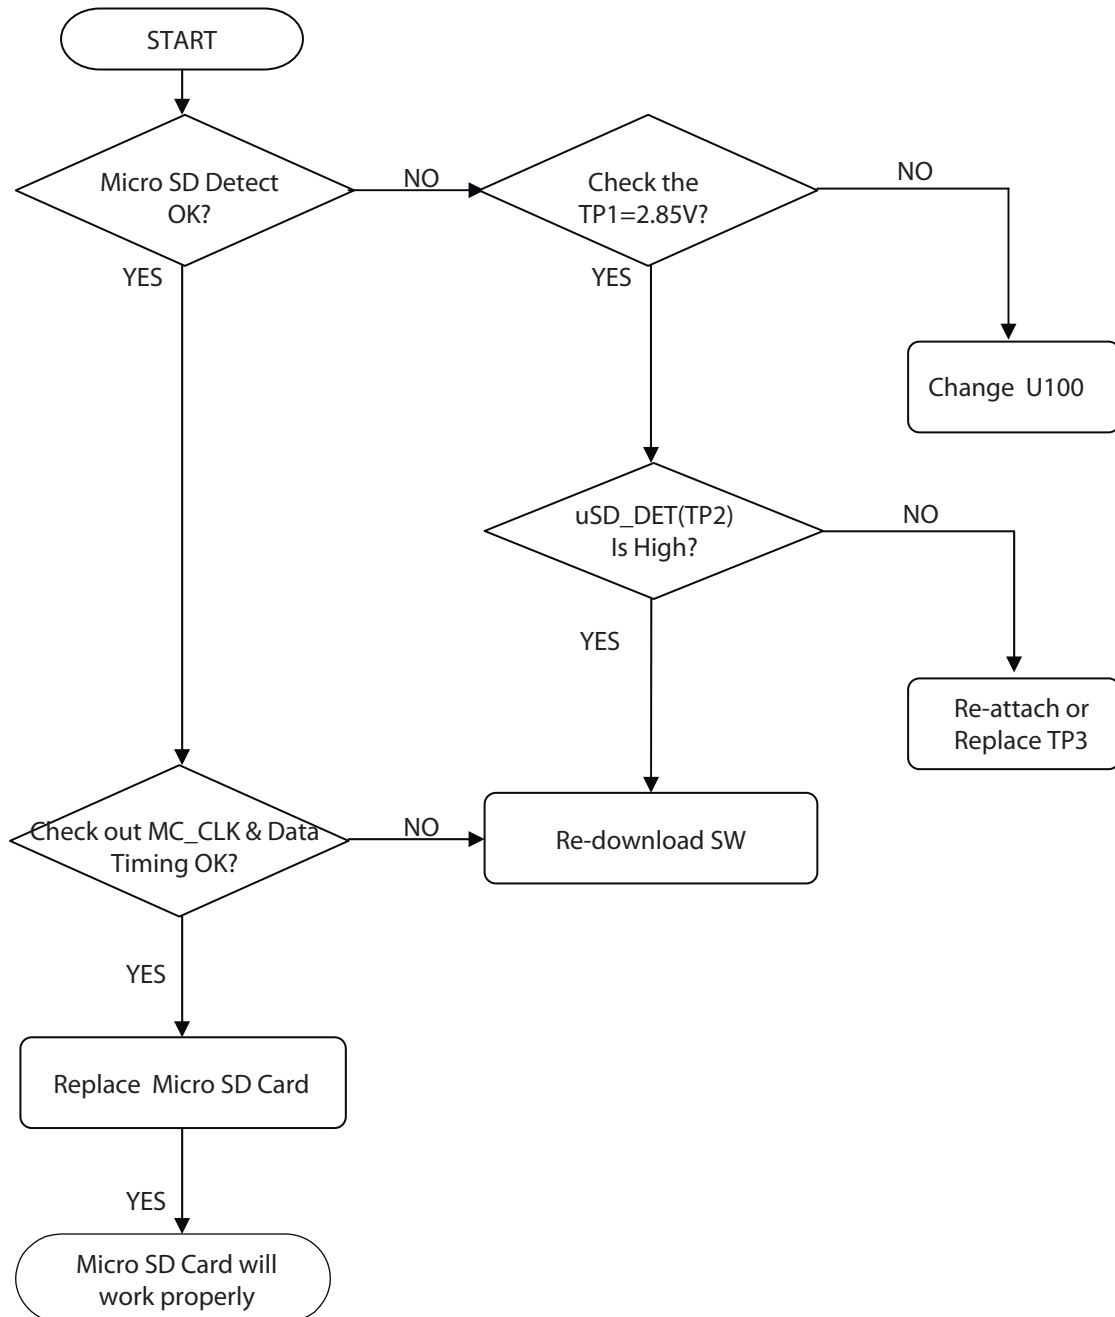 START
Micro SD Detect
OK?
NO
Check the
TP1=2.85V?
NO
YES
YES
Change U100
uSD_DET(TP2)
Is High?
NO
YES
Re-attach or
Replace TP3
Check out MC_CLK & Data
Timing OK?
NO
Re-download SW
YES
Replace Micro SD Card
YES
Micro SD Card will
work properly